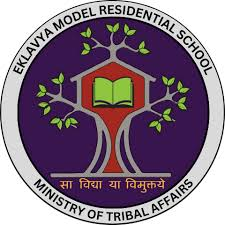 EKLAVYA MODEL RESIDENTIAL SCHOOL
सा विद्या या विमुक्तये
MINISTRY OF TRIBAL AFFAIRS